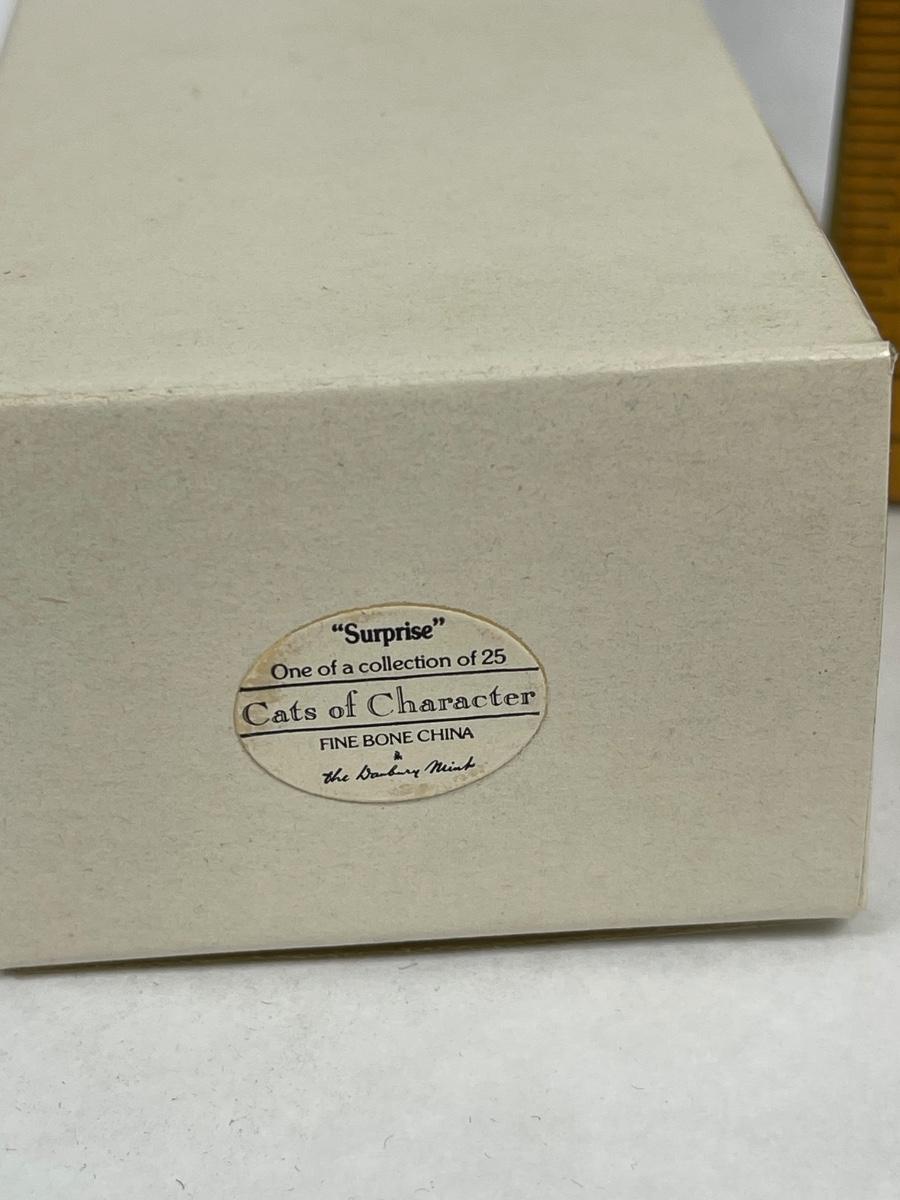 “Surprise”
One of a collection of 25
Cats of Character
FINE BONE CHINA
the Danbury Mint